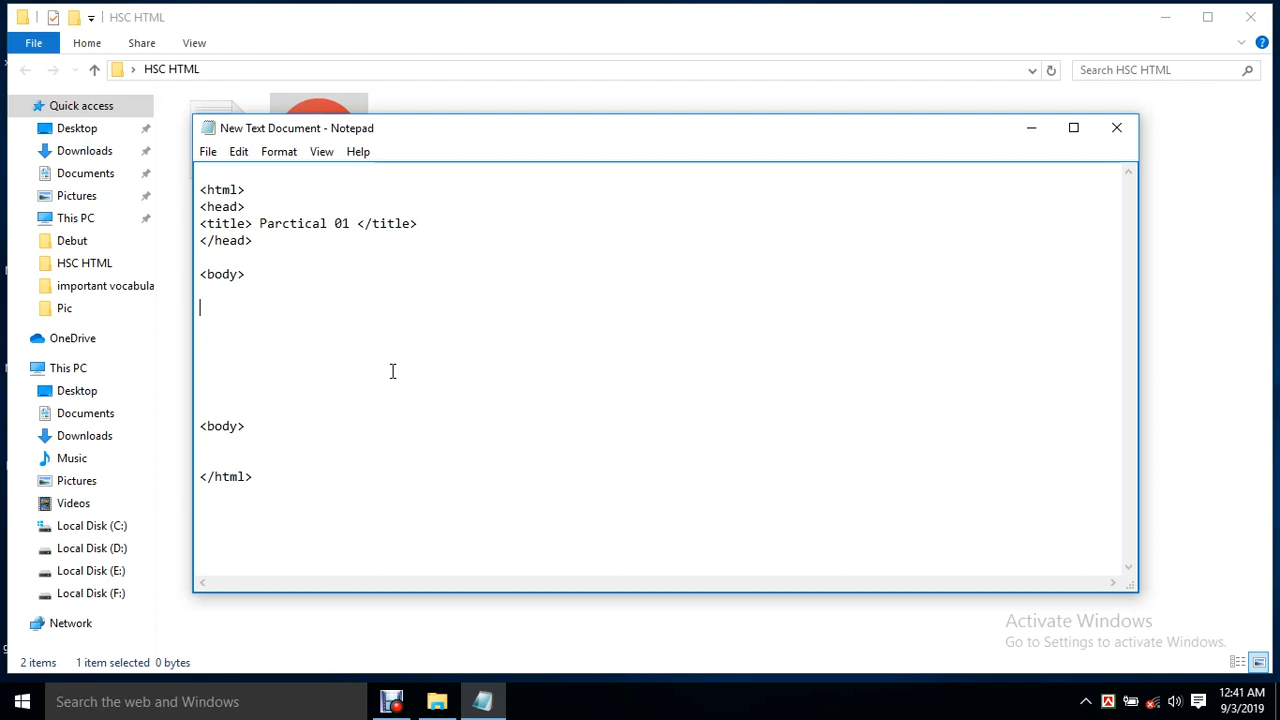 HSC HTML
File Home Share View
HSC HTML
Search HSC HTML
Quick access
Desktop
Downloads
Documents
Pictures
This PC
Debut
HSC HTML
important vocabula
Pic
OneDrive
This PC
Desktop
Documents
Downloads
Music
Pictures
Videos
Local Disk (C:)
Local Disk (D:)
Local Disk (E:)
Local Disk (F:)
Network
2 items 1 item selected 0 bytes
New Text Document - Notepad
File Edit Format View Help
<html>
<head>
<title> Parctical 01 </title>
</head>
<body>
<body>
</html>
Activate Windows
Go to Settings to activate Windows.
Search the web and Windows
12:41 AM
9/3/2019